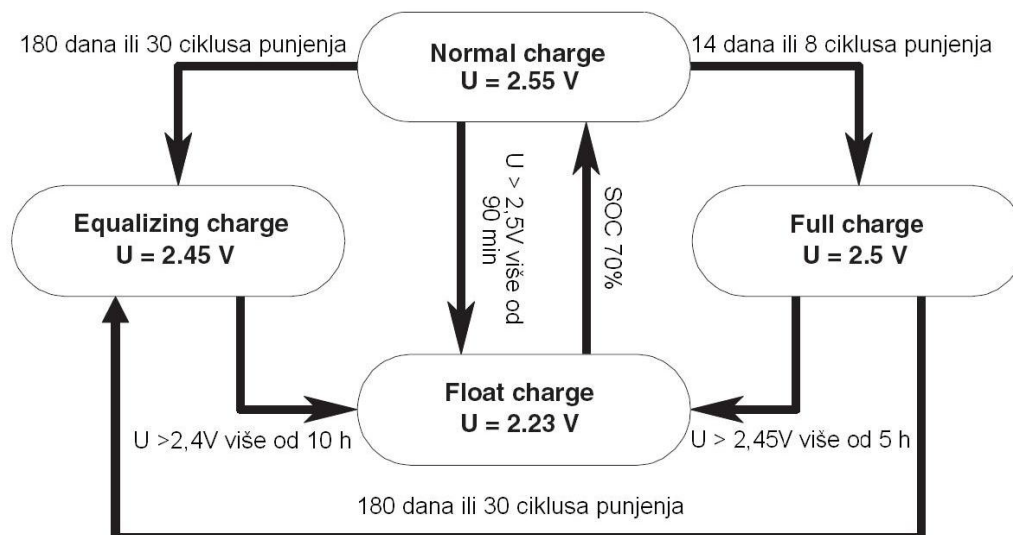 180 dana ili 30 ciklusa punjenja
Normal charge
U = 2.55 V
14 dana ili 8 ciklusa punjenja
Equalizing charge
U = 2.45 V
U > 2,5V više od
90 min
SOC 70%
Full charge
U = 2.5 V
Float charge
U = 2.23 V
U >2,4V više od 10 h
U > 2,45V više od 5 h
180 dana ili 30 ciklusa punjenja